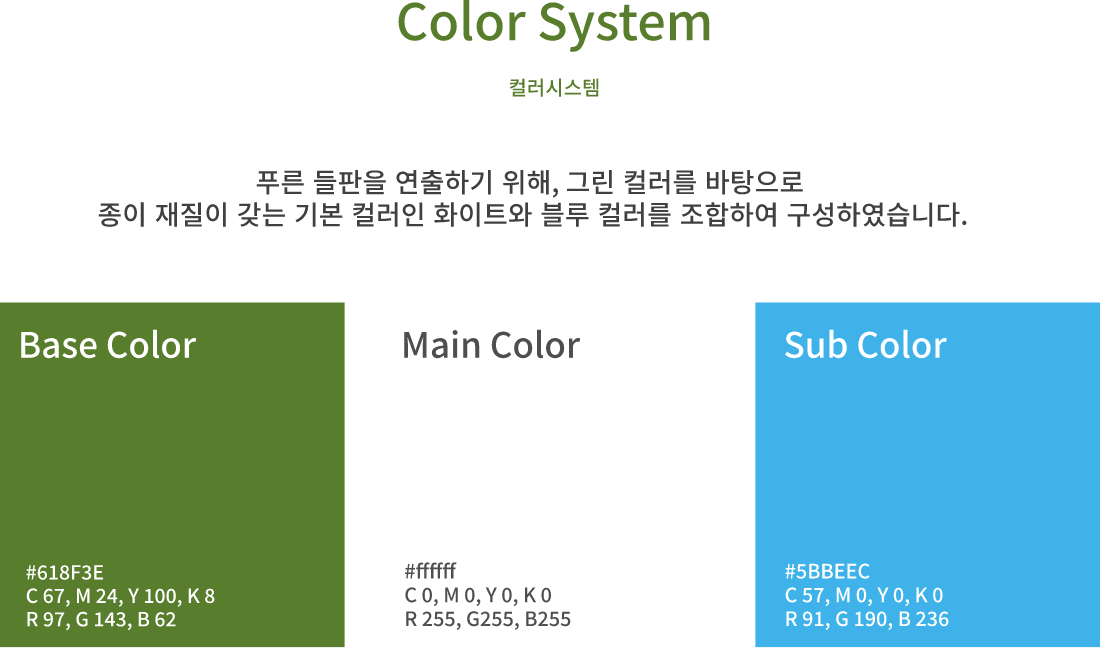 Color System
컬러시스템
푸른 들판을 연출하기 위해, 그린 컬러를 바탕으로
종이 재질이 갖는 기본 컬러인 화이트와 블루 컬러를 조합하여 구성하였습니다.
Base Color
#618F3E
C 67, M 24, Y 100, K 8
R 97, G 143, B 62
Main Color
#ffffff
C 0, M 0, Y 0, K 0
R 255, G255, B255
Sub Color
#5BBEEC
C 57, M 0, Y 0, K 0
R 91, G 190, B 236